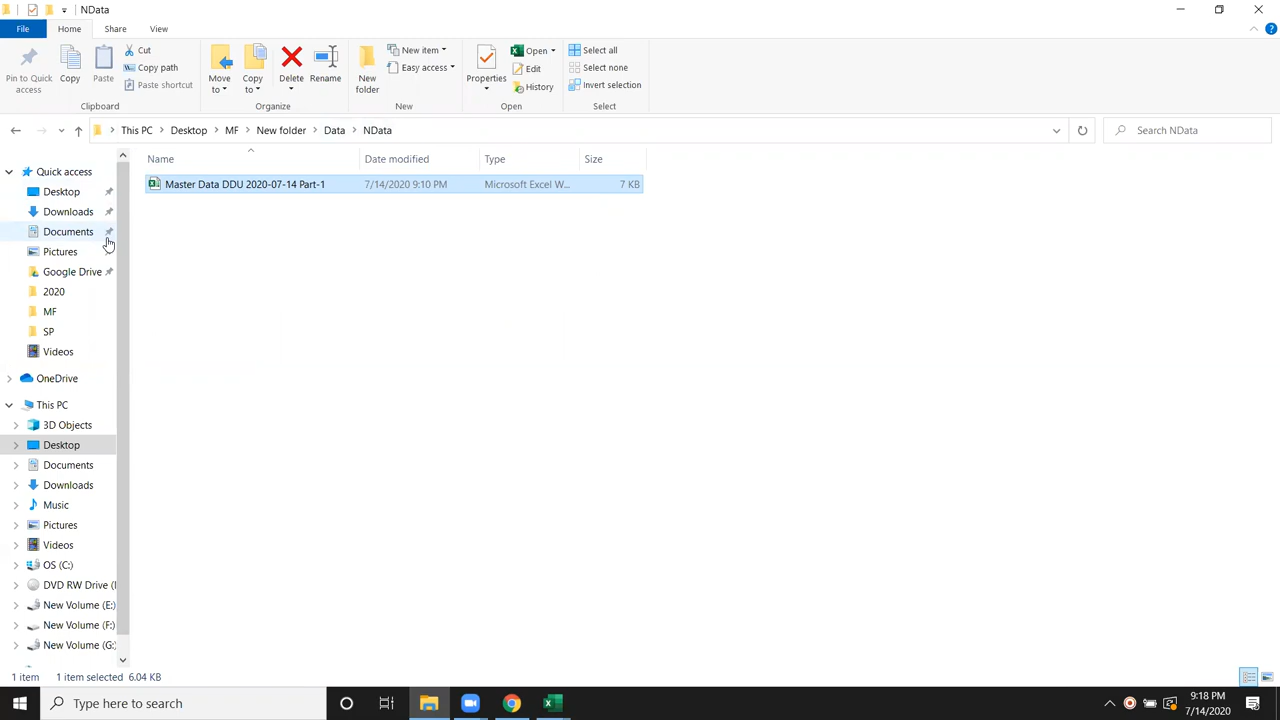 NData
File Home Share View
Pin to Quick access
Copy
Paste
Cut
Copy path
Paste shortcut
Clipboard
Move to
Copy to
Delete
Rename
Organize
New folder
New item
Easy access
New
Properties
Open
Edit
History
Open
Select all
Select none
Invert selection
Select
This PC > Desktop > MF > New folder > Data > NData
Search NData
Name Date modified Type Size
Master Data DDU 2020-07-14 Part-1 7/14/2020 9:10 PM Microsoft Excel W... 7 KB
Quick access
Desktop
Downloads
Documents
Pictures
Google Drive
2020
MF
SP
Videos
OneDrive
This PC
3D Objects
Desktop
Documents
Downloads
Music
Pictures
Videos
OS (C:)
DVD RW Drive (
New Volume (E:)
New Volume (F:)
New Volume (G:)
1 item 1 item selected 6.04 KB
Type here to search
9:18 PM
7/14/2020